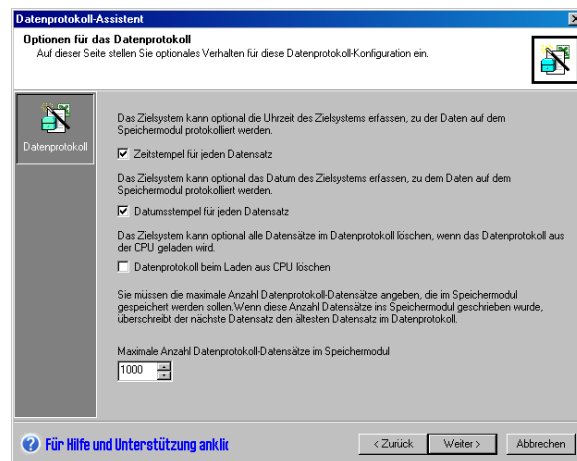 Datenprotokoll-Assistent
Optionen für das Datenprotokoll
Auf dieser Seite stellen Sie optionales Verhalten für diese Datenprotokoll-Konfiguration ein.
Datenprotokoll
Das Zielsystem kann optional die Uhrzeit des Zielsystems erfassen, zu der Daten auf dem
Speichermodul protokolliert werden.
Zeitstempel für jeden Datensatz
Das Zielsystem kann optional das Datum des Zielsystems erfassen, zu dem Daten auf dem
Speichermodul protokolliert werden.
Datumsstempel für jeden Datensatz
Das Zielsystem kann optional alle Datensätze im Datenprotokoll löschen, wenn das Datenprotokoll aus
der CPU geladen wird.
Datenprotokoll beim Laden aus CPU löschen
Sie müssen die maximale Anzahl Datenprotokoll-Datensätze angeben, die im Speichermodul
gespeichert werden sollen.Wenn diese Anzahl Datensätze ins Speichermodul geschrieben wurde,
überschreibt der nächste Datensatz den ältesten Datensatz im Datenprotokoll.
Maximale Anzahl Datenprotokoll-Datensätze im Speichermodul
1000
Für Hilfe und Unterstützung anklic
< Zurück Weiter > Abbrechen